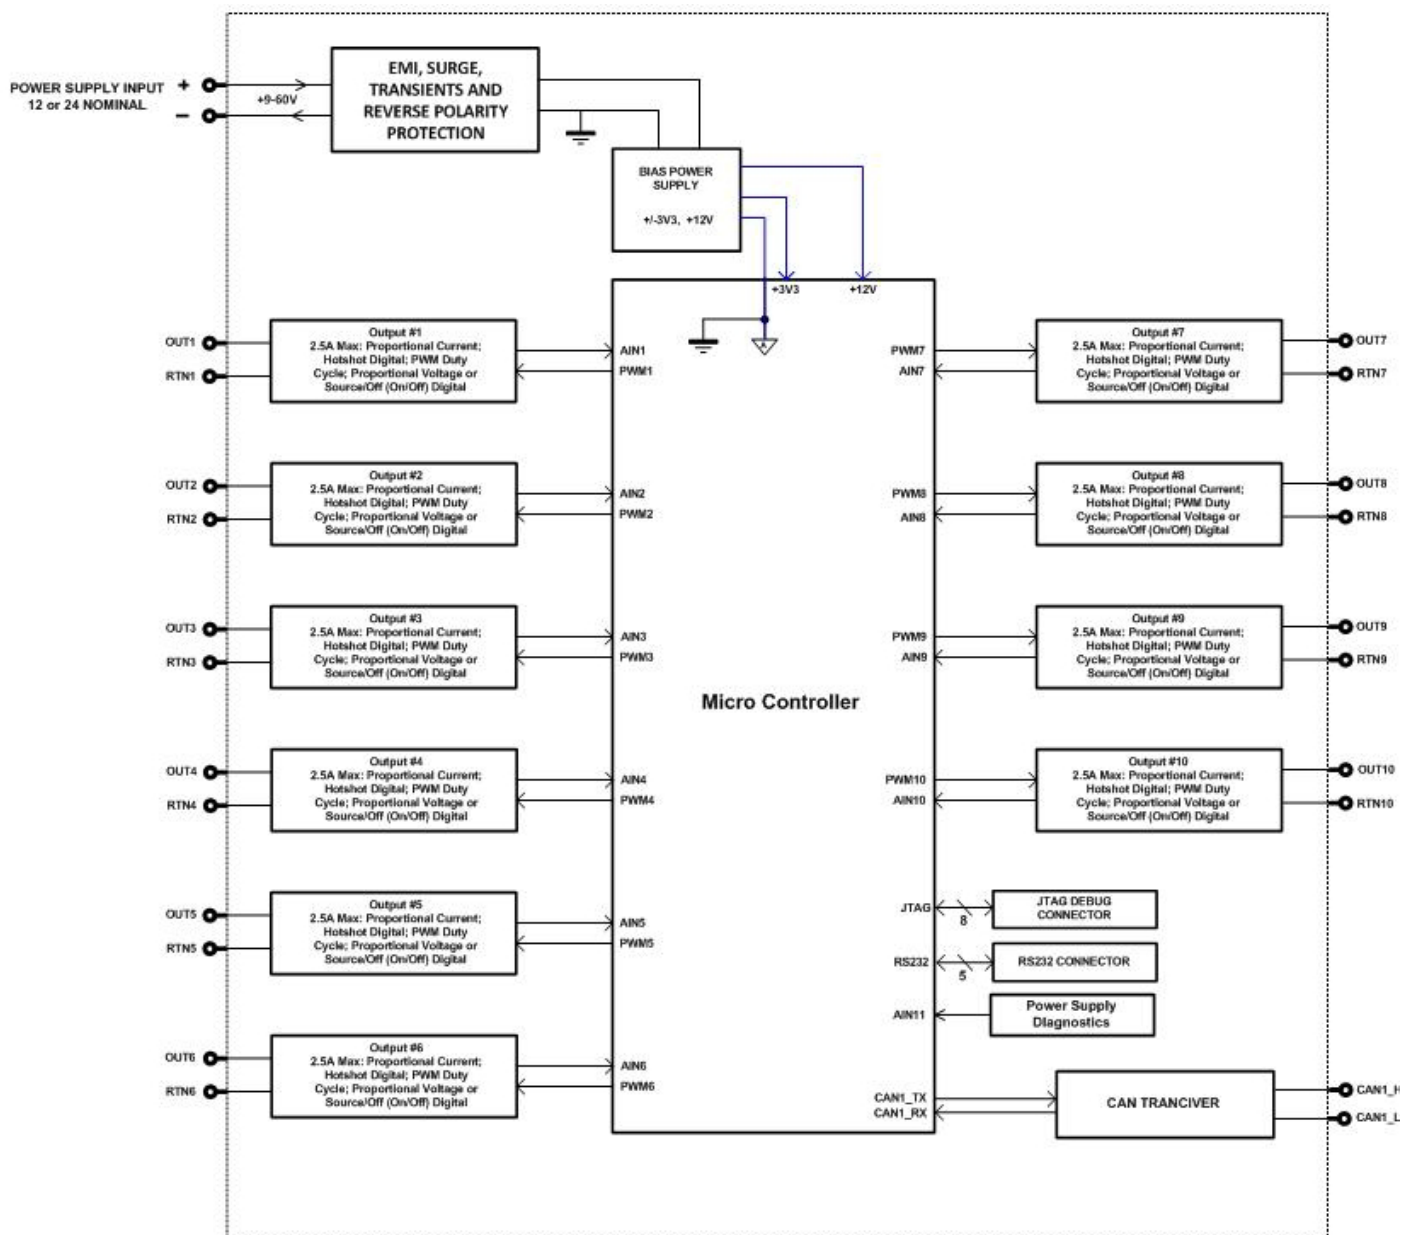 POWER SUPPLY INPUT
12 or 24 NOMINAL
+
–
+9-60V
EMI, SURGE,
TRANSIENTS AND
REVERSE POLARITY
PROTECTION
BIAS POWER
SUPPLY
+/-3V3, +12V
+3V3
+12V
A
Micro Controller
OUT1
RTN1
Output #1
2.5A Max: Proportional Current;
Hotshot Digital; PWM Duty
Cycle; Proportional Voltage or
Source/Off (On/Off) Digital
AIN1
PWM1
OUT2
RTN2
Output #2
2.5A Max: Proportional Current;
Hotshot Digital; PWM Duty
Cycle; Proportional Voltage or
Source/Off (On/Off) Digital
AIN2
PWM2
OUT3
RTN3
Output #3
2.5A Max: Proportional Current;
Hotshot Digital; PWM Duty
Cycle; Proportional Voltage or
Source/Off (On/Off) Digital
AIN3
PWM3
OUT4
RTN4
Output #4
2.5A Max: Proportional Current;
Hotshot Digital; PWM Duty
Cycle; Proportional Voltage or
Source/Off (On/Off) Digital
AIN4
PWM4
OUT5
RTN5
Output #5
2.5A Max: Proportional Current;
Hotshot Digital; PWM Duty
Cycle; Proportional Voltage or
Source/Off (On/Off) Digital
AIN5
PWM5
OUT6
RTN6
Output #6
2.5A Max: Proportional Current;
Hotshot Digital; PWM Duty
Cycle; Proportional Voltage or
Source/Off (On/Off) Digital
AIN6
PWM6
PWM7
AIN7
Output #7
2.5A Max: Proportional Current;
Hotshot Digital; PWM Duty
Cycle; Proportional Voltage or
Source/Off (On/Off) Digital
OUT7
RTN7
PWM8
AIN8
Output #8
2.5A Max: Proportional Current;
Hotshot Digital; PWM Duty
Cycle; Proportional Voltage or
Source/Off (On/Off) Digital
OUT8
RTN8
PWM9
AIN9
Output #9
2.5A Max: Proportional Current;
Hotshot Digital; PWM Duty
Cycle; Proportional Voltage or
Source/Off (On/Off) Digital
OUT9
RTN9
PWM10
AIN10
Output #10
2.5A Max: Proportional Current;
Hotshot Digital; PWM Duty
Cycle; Proportional Voltage or
Source/Off (On/Off) Digital
OUT10
RTN10
JTAG
8
JTAG DEBUG
CONNECTOR
RS232
5
RS232 CONNECTOR
AIN11
Power Supply
Diagnostics
CAN1_TX
CAN1_RX
CAN TRANCIVER
CAN1_H
CAN1_L